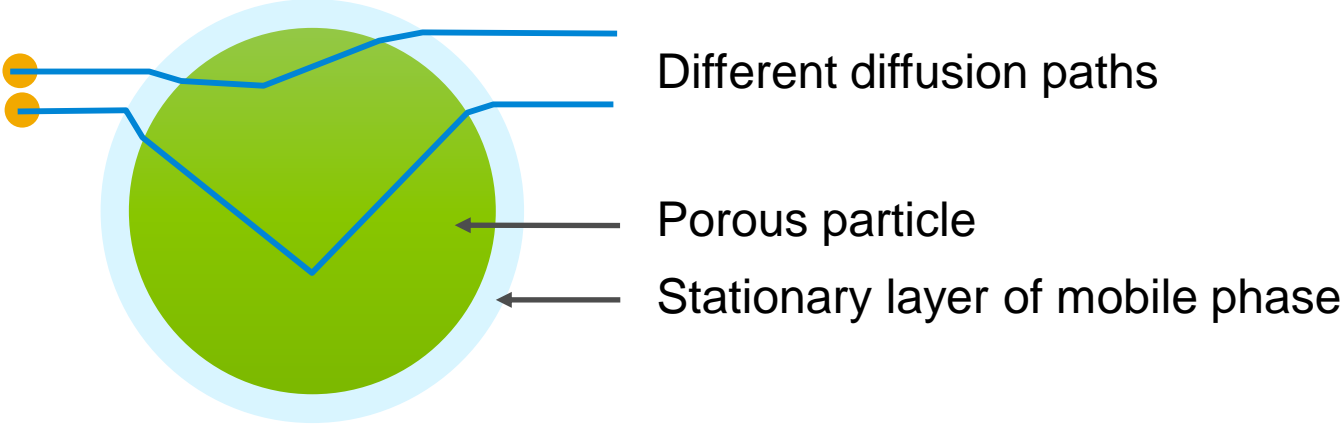 Different diffusion paths
Porous particle
Stationary layer of mobile phase